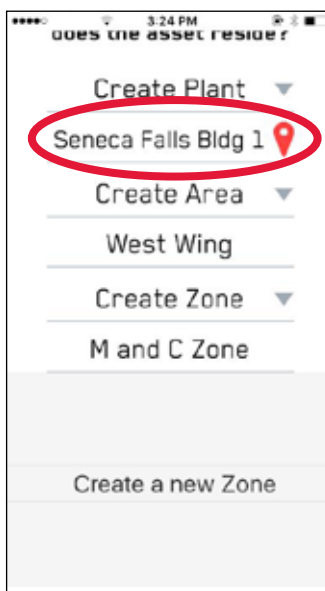 3:24 PM
does the asset reside?
Create Plant
Seneca Falls Bldg 1
Create Area
West Wing
Create Zone
M and C Zone
Create a new Zone